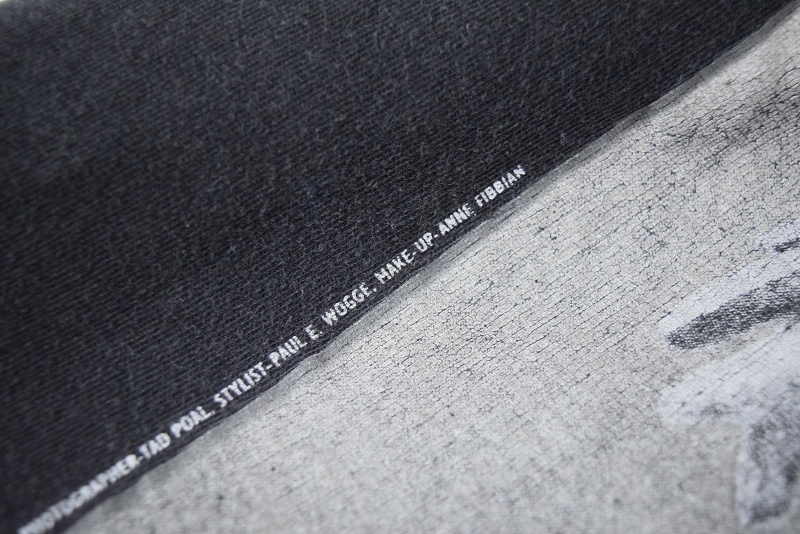 PHOTOGRAPHER-TAD POAL. STYLIST-PAUL E. WOGGE. MAKE-UP-ANNE FIBBIAN